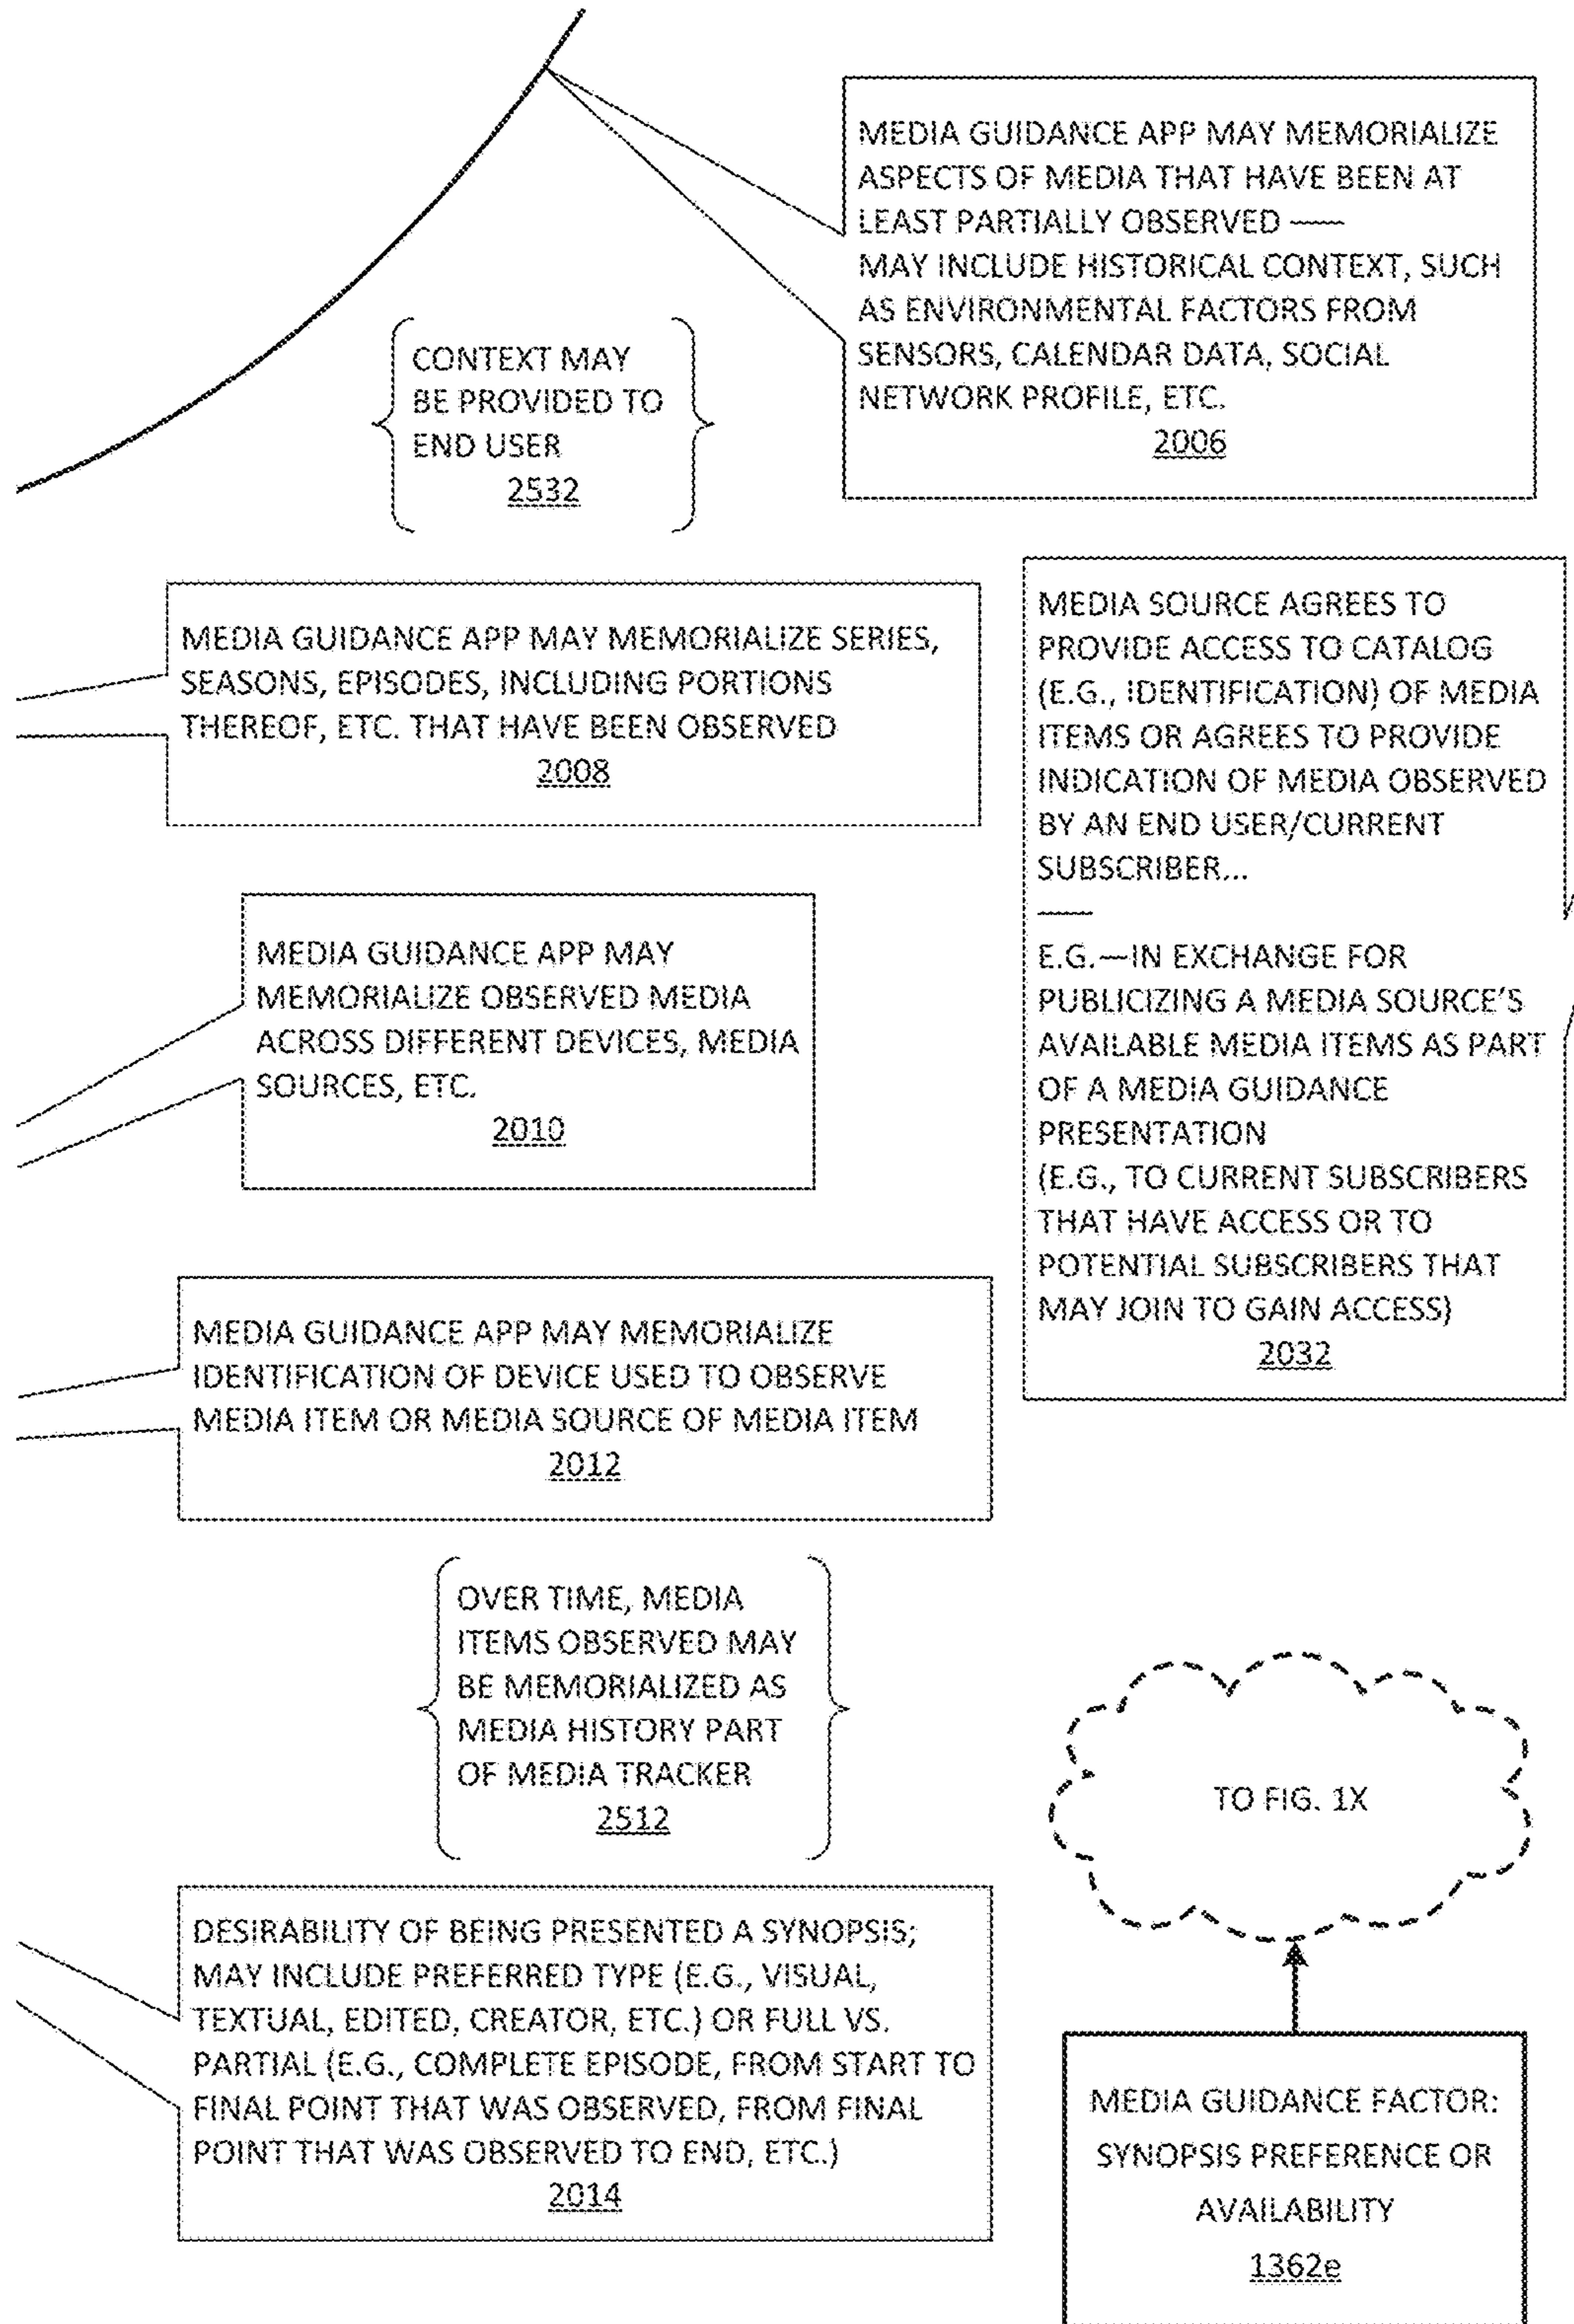 MEDIA GUIDANCE APP MAY MEMORIALIZE
ASPECTS OF MEDIA THAT HAVE BEEN AT
LEAST PARTIALLY OBSERVED ——
MAY INCLUDE HISTORICAL CONTEXT, SUCH
AS ENVIRONMENTAL FACTORS FROM
SENSORS, CALENDAR DATA, SOCIAL
NETWORK PROFILE, ETC.
2006
CONTEXT MAY
BE PROVIDED TO
END USER
2532
MEDIA GUIDANCE APP MAY MEMORIALIZE SERIES,
SEASONS, EPISODES, INCLUDING PORTIONS
THEREOF, ETC. THAT HAVE BEEN OBSERVED
2008
MEDIA SOURCE AGREES TO
PROVIDE ACCESS TO CATALOG
(E.G., IDENTIFICATION) OF MEDIA
ITEMS OR AGREES TO PROVIDE
INDICATION OF MEDIA OBSERVED
BY AN END USER/CURRENT
SUBSCRIBER...
——
E.G.—IN EXCHANGE FOR
PUBLICIZING A MEDIA SOURCE'S
AVAILABLE MEDIA ITEMS AS PART
OF A MEDIA GUIDANCE
PRESENTATION
(E.G., TO CURRENT SUBSCRIBERS
THAT HAVE ACCESS OR TO
POTENTIAL SUBSCRIBERS THAT
MAY JOIN TO GAIN ACCESS)
2032
MEDIA GUIDANCE APP MAY
MEMORIALIZE OBSERVED MEDIA
ACROSS DIFFERENT DEVICES, MEDIA
SOURCES, ETC.
2010
MEDIA GUIDANCE APP MAY MEMORIALIZE
IDENTIFICATION OF DEVICE USED TO OBSERVE
MEDIA ITEM OR MEDIA SOURCE OF MEDIA ITEM
2012
OVER TIME, MEDIA
ITEMS OBSERVED MAY
BE MEMORIALIZED AS
MEDIA HISTORY PART
OF MEDIA TRACKER
2512
TO FIG. 1X
DESIRABILITY OF BEING PRESENTED A SYNOPSIS;
MAY INCLUDE PREFERRED TYPE (E.G., VISUAL,
TEXTUAL, EDITED, CREATOR, ETC.) OR FULL VS.
PARTIAL (E.G., COMPLETE EPISODE, FROM START TO
FINAL POINT THAT WAS OBSERVED, FROM FINAL
POINT THAT WAS OBSERVED TO END, ETC.)
2014
MEDIA GUIDANCE FACTOR:
SYNOPSIS PREFERENCE OR
AVAILABILITY
1362e